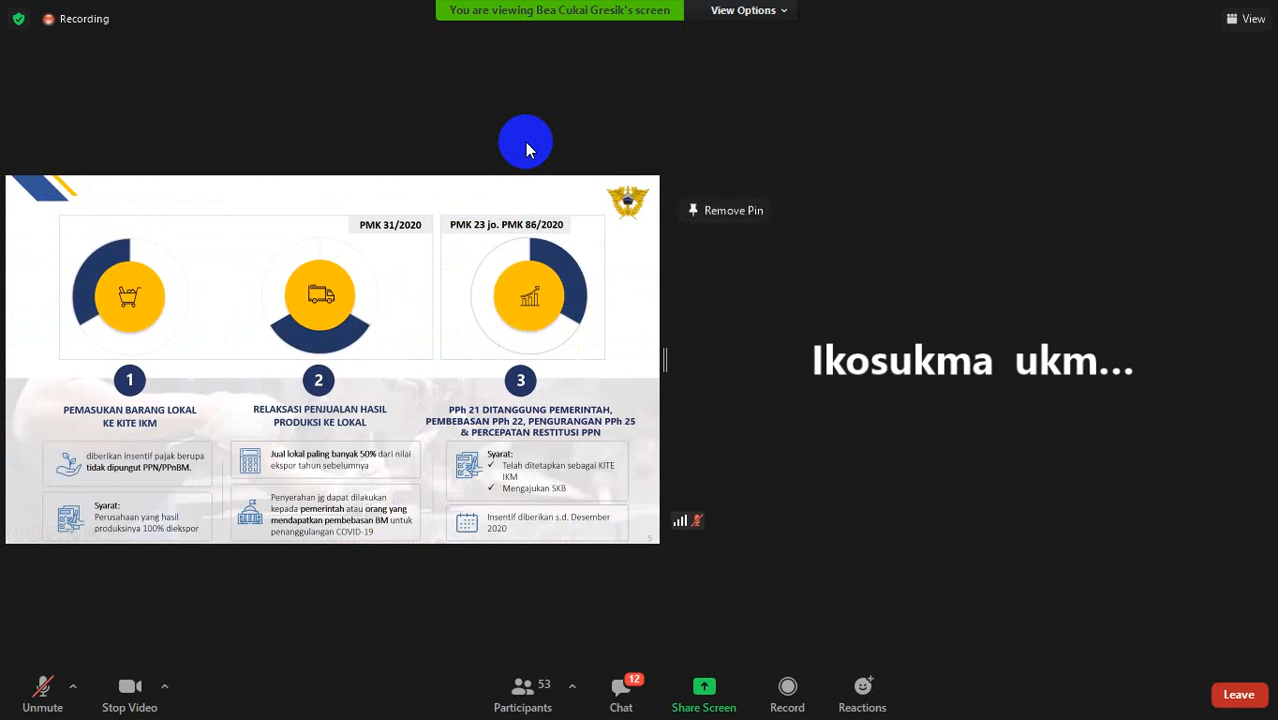 Recording
You are viewing Bea Cukai Gresik's screen
View Options
View
PMK 31/2020
PMK 23 jo. PMK 86/2020
Remove Pin
1
PEMASUKAN BARANG LOKAL
KE KITE IKM
diberikan insentif pajak berupa
tidak dipungut PPN/PPnBM.
Syarat:
Perusahaan yang hasil
produksinya 100% diekspor
2
RELAKSASI PENJUALAN HASIL
PRODUKSI KE LOKAL
Jual lokal paling banyak 50% dari nilai
ekspor tahun sebelumnya
Penyerahan jg dapat dilakukan
kepada pemerintah atau orang yang
mendapatkan pembebasan BM untuk
penanggulangan COVID-19
3
PPh 21 DITANGGUNG PEMERINTAH,
PEMBEBASAN PPh 22, PENGURANGAN PPh 25
& PERCEPATAN RESTITUSI PPN
Syarat:
✓ Telah ditetapkan sebagai KITE
IKM
✓ Mengajukan SKB
Insentif diberikan s.d. Desember
2020
5
Ikosukma ukm...
Unmute
Stop Video
53
Participants
12
Chat
Share Screen
Record
Reactions
Leave